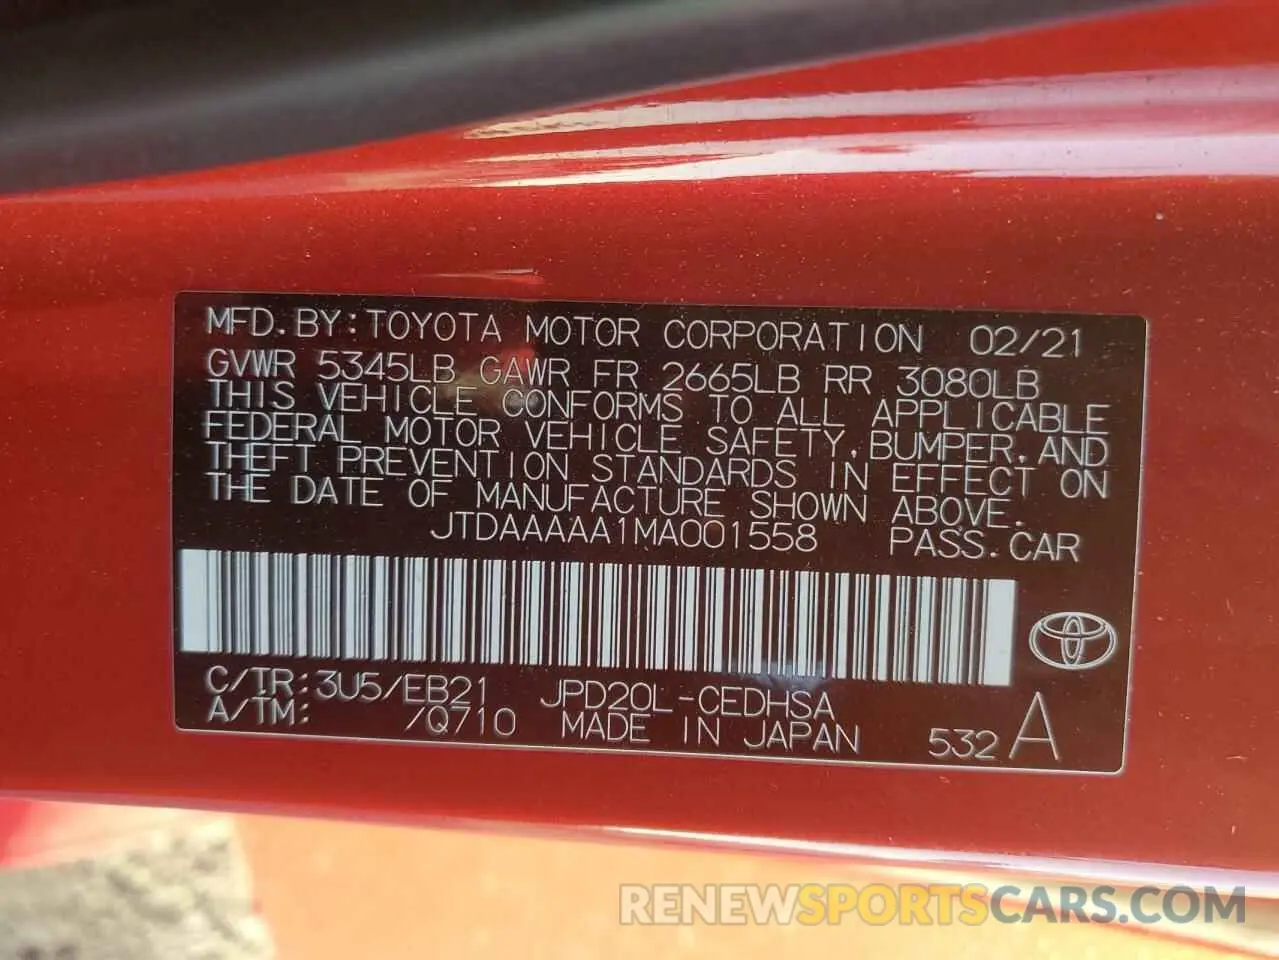 MFD.BY:TOYOTA MOTOR CORPORATION 02/21
GVWR 5345LB GAWR FR 2665LB RR 3080LB
THIS VEHICLE CONFORMS TO ALL APPLICABLE
FEDERAL MOTOR VEHICLE SAFETY,BUMPER,AND
THEFT PREVENTION STANDARDS IN EFFECT ON
THE DATE OF MANUFACTURE SHOWN ABOVE.
JTDAAAAA1MA001558 PASS.CAR
C/TR:3U5/EB21 JPD20L-CEDHSA
A/TM: /Q710 MADE IN JAPAN 532 A
RENEWSPORTSCARS.COM